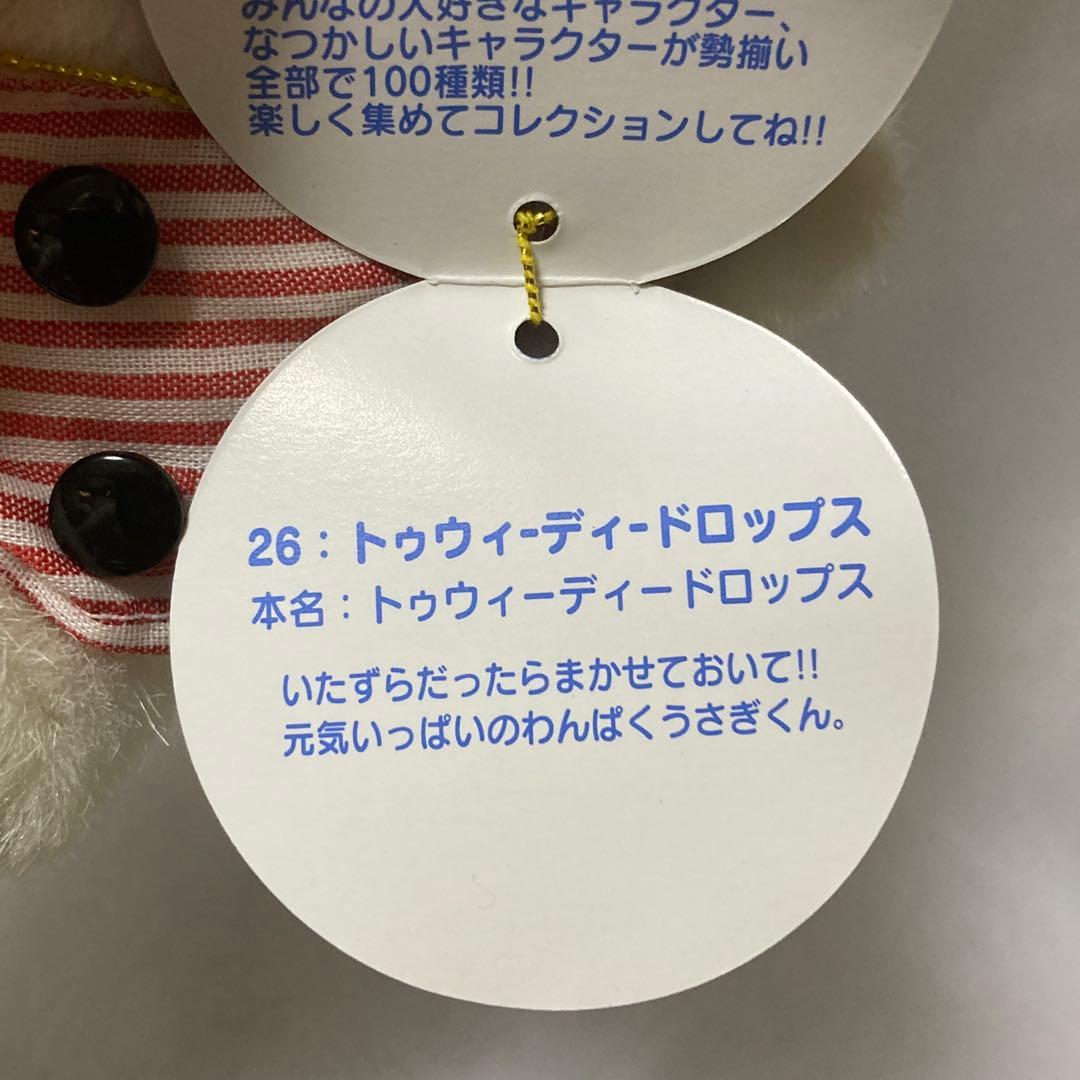 みんなの大好きなキャラクター、
なつかしいキャラクターが勢揃い
全部で100種類!!
楽しく集めてコレクションしてね!!
26：トゥウィーディードロップス
本名：トゥウィーディードロップス
いたずらだったらまかせておいて!!
元気いっぱいのわんぱくうさぎくん。